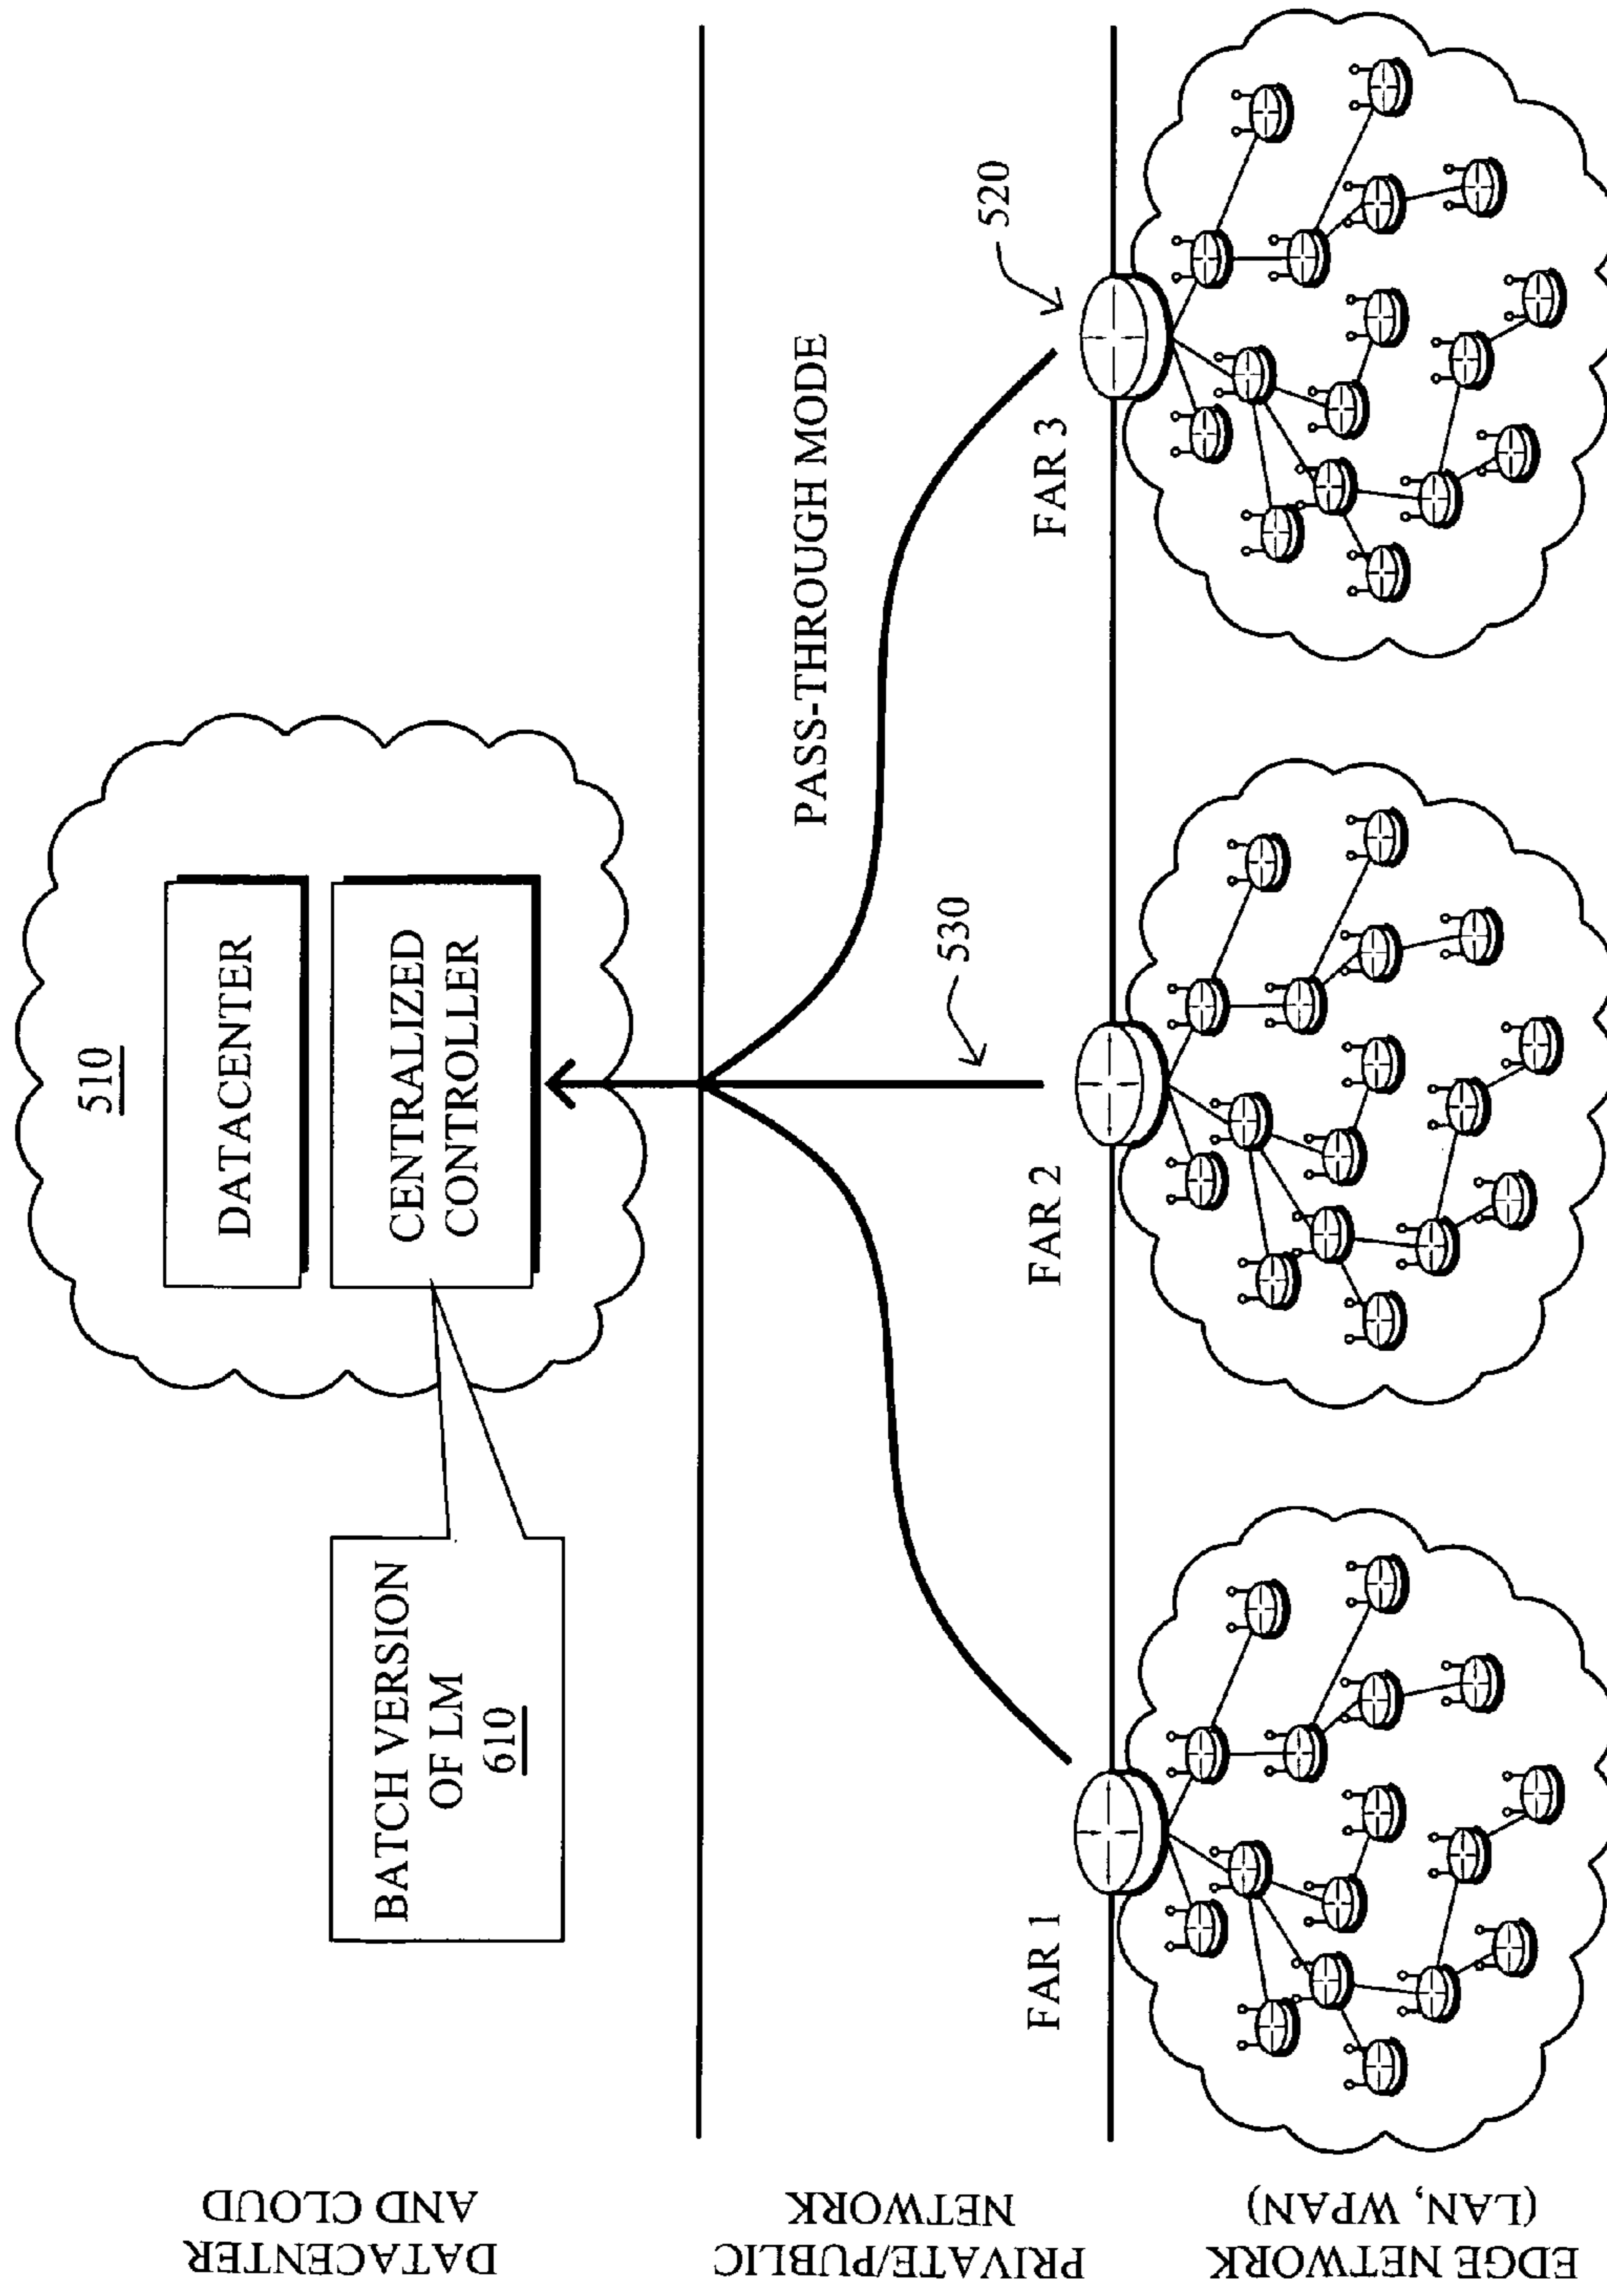 DATACENTER
AND CLOUD
PRIVATE/PUBLIC
NETWORK
EDGE NETWORK
(LAN, WPAN)
510
DATACENTER
CENTRALIZED
CONTROLLER
BATCH VERSION
OF LM
610
PASS-THROUGH MODE
530
520
FAR 1
FAR 2
FAR 3